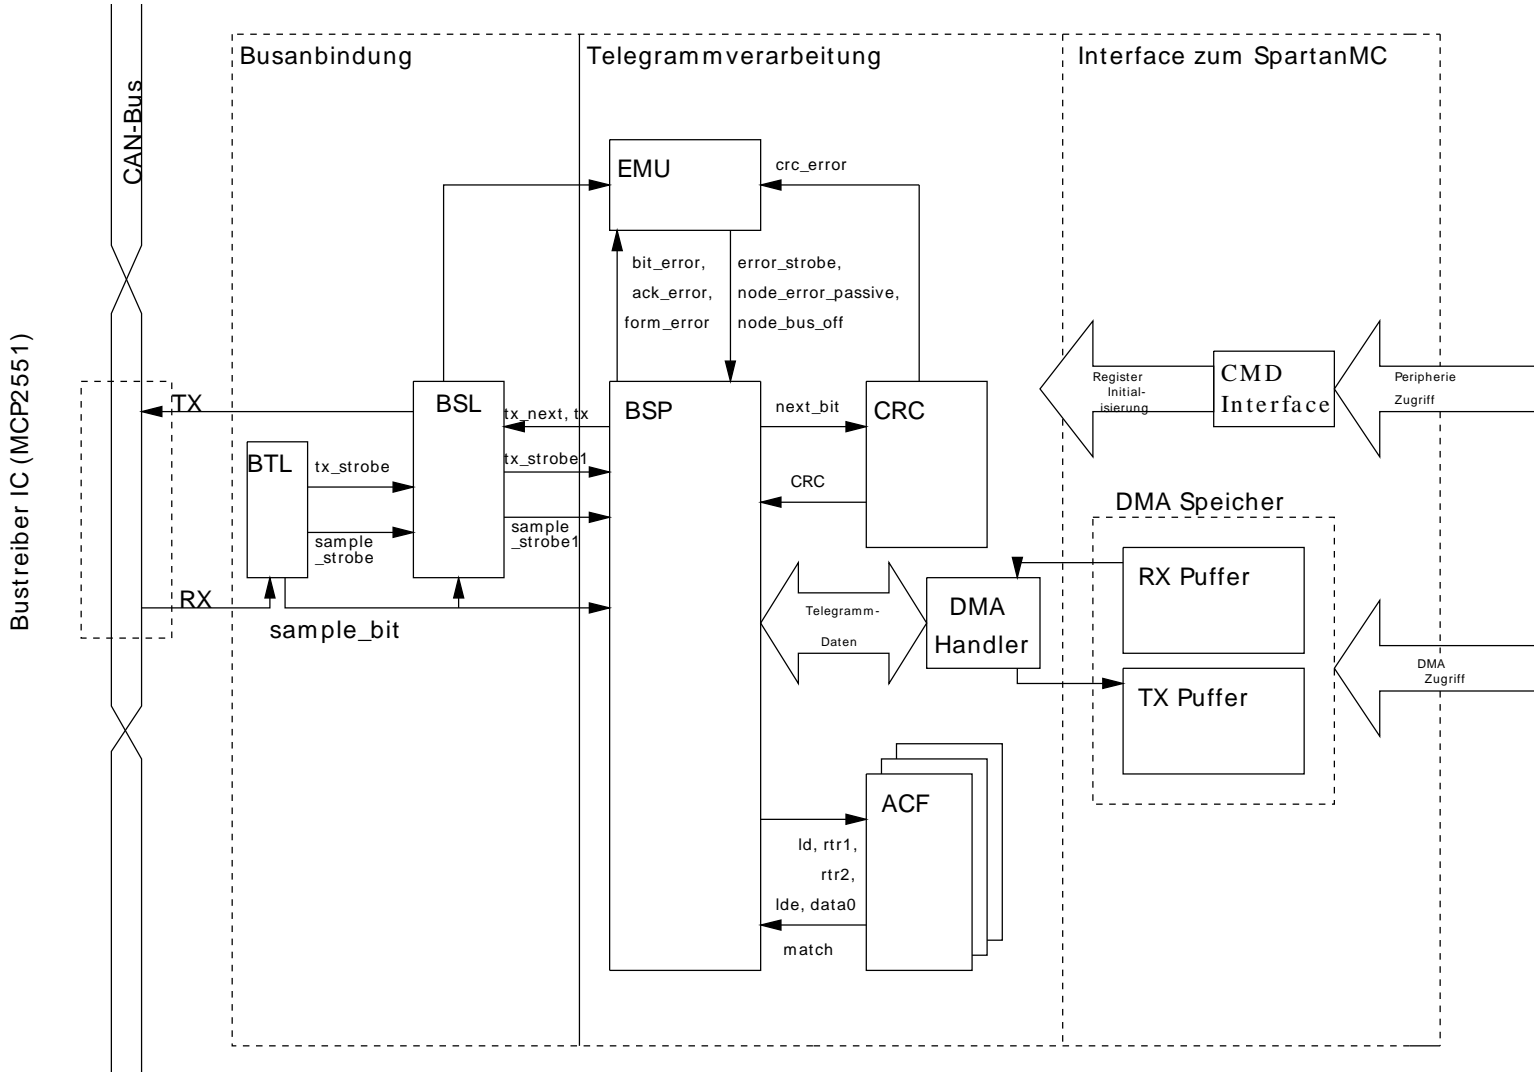 Busanbindung
Telegrammverarbeitung
Interface zum SpartanMC
CAN-Bus
Bustreiber IC (MCP2551)
EMU
crc_error
bit_error,
ack_error,
form_error
error_strobe,
node_error_passive,
node_bus_off
TX
BSL
tx_next, tx
BSP
next_bit
CRC
Register
Initial-
isierung
CMD
Interface
Peripherie
Zugriff
BTL
tx_strobe
tx_strobe1
CRC
sample
_strobe
sample
_strobe1
DMA Speicher
RX Puffer
RX
sample_bit
Telegramm-
Daten
DMA
Handler
TX Puffer
DMA
Zugriff
ACF
Id, rtr1,
rtr2,
Ide, data0
match